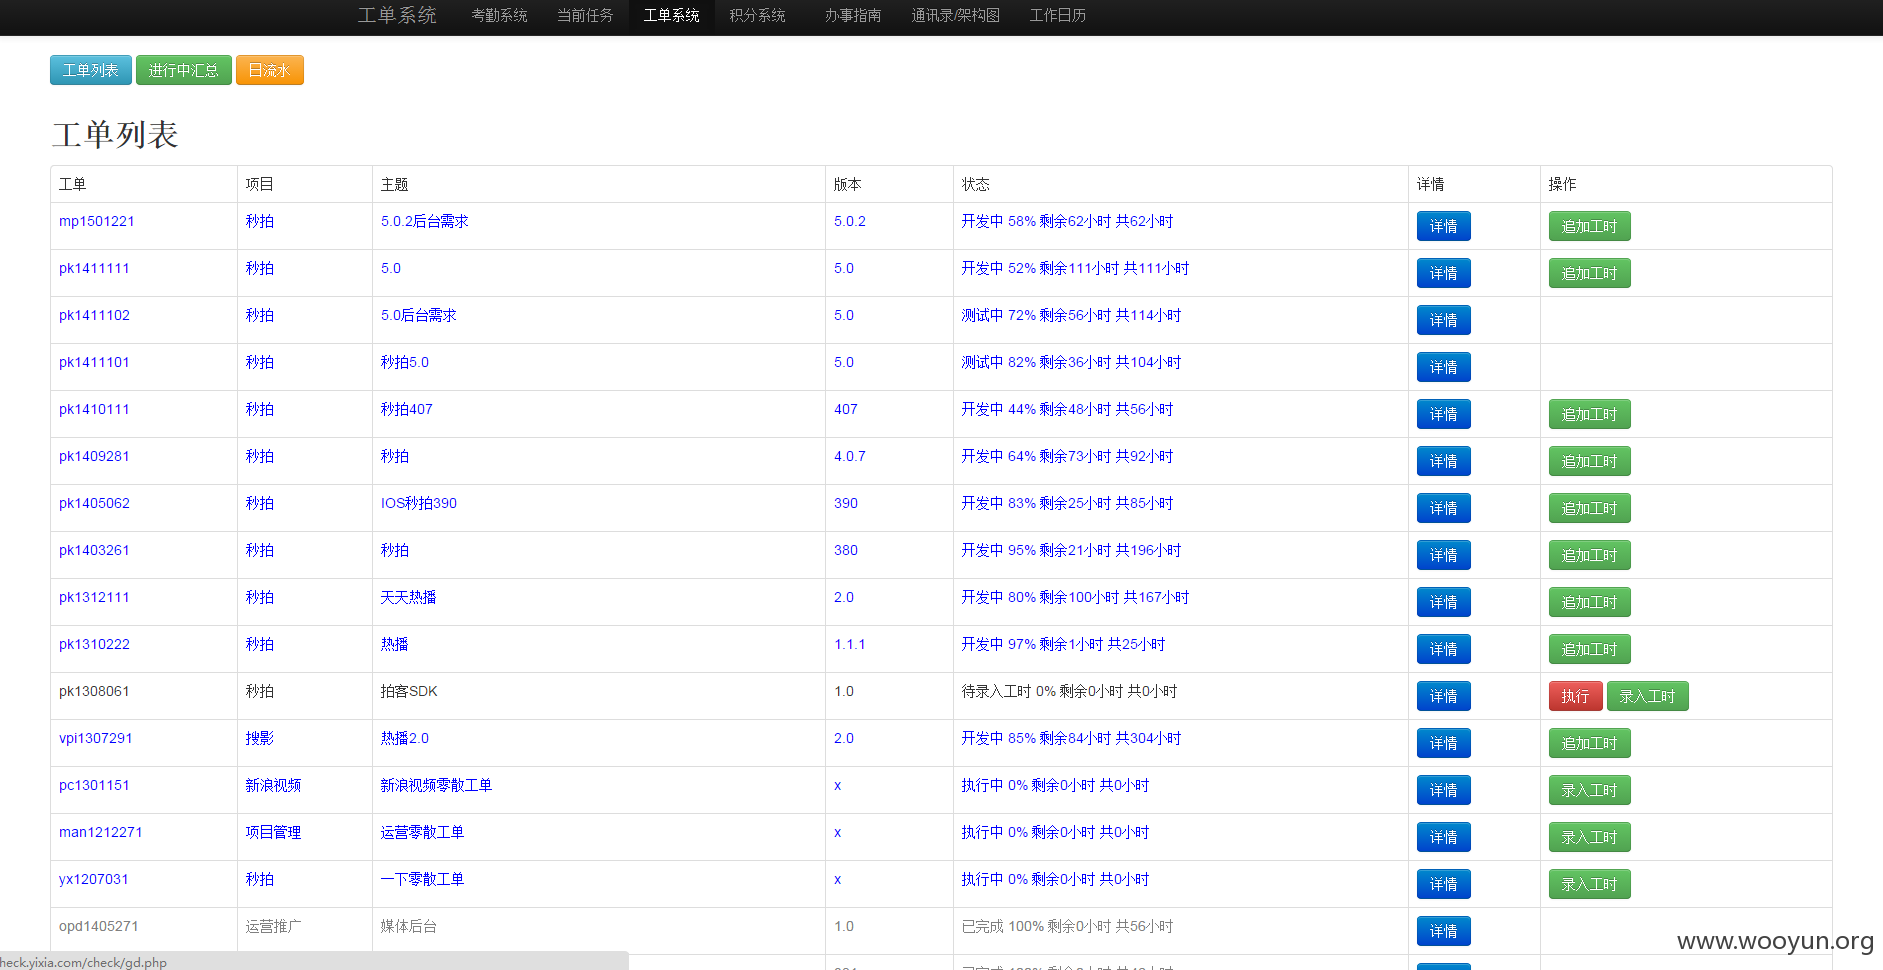 工单系统 考勤系统 当前任务 工单系统 积分系统 办事指南 通讯录/架构图 工作日历
工单列表 进行中汇总 日流水
工单列表
工单 项目 主题 版本 状态 详情 操作
mp1501221 秒拍 5.0.2后台需求 5.0.2 开发中 58% 剩余62小时 共62小时 详情 追加工时
pk1411111 秒拍 5.0 5.0 开发中 52% 剩余111小时 共111小时 详情 追加工时
pk1411102 秒拍 5.0后台需求 5.0 测试中 72% 剩余56小时 共114小时 详情
pk1411101 秒拍 秒拍5.0 5.0 测试中 82% 剩余36小时 共104小时 详情
pk1410111 秒拍 秒拍407 407 开发中 44% 剩余48小时 共56小时 详情 追加工时
pk1409281 秒拍 秒拍 4.0.7 开发中 64% 剩余73小时 共92小时 详情 追加工时
pk1405062 秒拍 IOS秒拍390 390 开发中 83% 剩余25小时 共85小时 详情 追加工时
pk1403261 秒拍 秒拍 380 开发中 95% 剩余21小时 共196小时 详情 追加工时
pk1312111 秒拍 天天热播 2.0 开发中 80% 剩余100小时 共167小时 详情 追加工时
pk1310222 秒拍 热播 1.1.1 开发中 97% 剩余1小时 共25小时 详情 追加工时
pk1308061 秒拍 拍客SDK 1.0 待录入工时 0% 剩余0小时 共0小时 详情 执行 录入工时
vpi1307291 搜影 热播2.0 2.0 开发中 85% 剩余84小时 共304小时 详情 追加工时
pc1301151 新浪视频 新浪视频零散工单 x 执行中 0% 剩余0小时 共0小时 详情 录入工时
man1212271 项目管理 运营零散工单 x 执行中 0% 剩余0小时 共0小时 详情 录入工时
yx1207031 秒拍 一下零散工单 x 执行中 0% 剩余0小时 共0小时 详情 录入工时
opd1405271 运营推广 媒体后台 1.0 已完成 100% 剩余0小时 共56小时 详情
www.wooyun.org
heck.yixia.com/check/gd.php